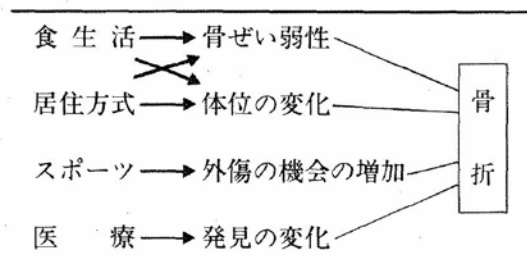 食生活 骨ぜい弱性
居住方式 体位の変化
スポーツ 外傷の機会の増加
医療 発見の変化
骨折